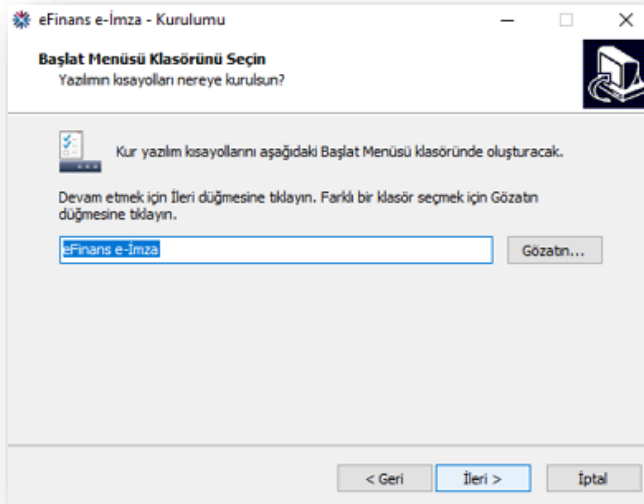 eFinans e-İmza - Kurulumu
Başlat Menüsü Klasörünü Seçin
Yazılımın kısayolları nereye kurulsun?
Kur yazılım kısayollarını aşağıdaki Başlat Menüsü klasöründe oluşturacak.
Devam etmek için İleri düğmesine tıklayın. Farklı bir klasör seçmek için Gözatın
düğmesine tıklayın.
eFinans e-İmza
Gözatın...
< Geri
İleri >
İptal